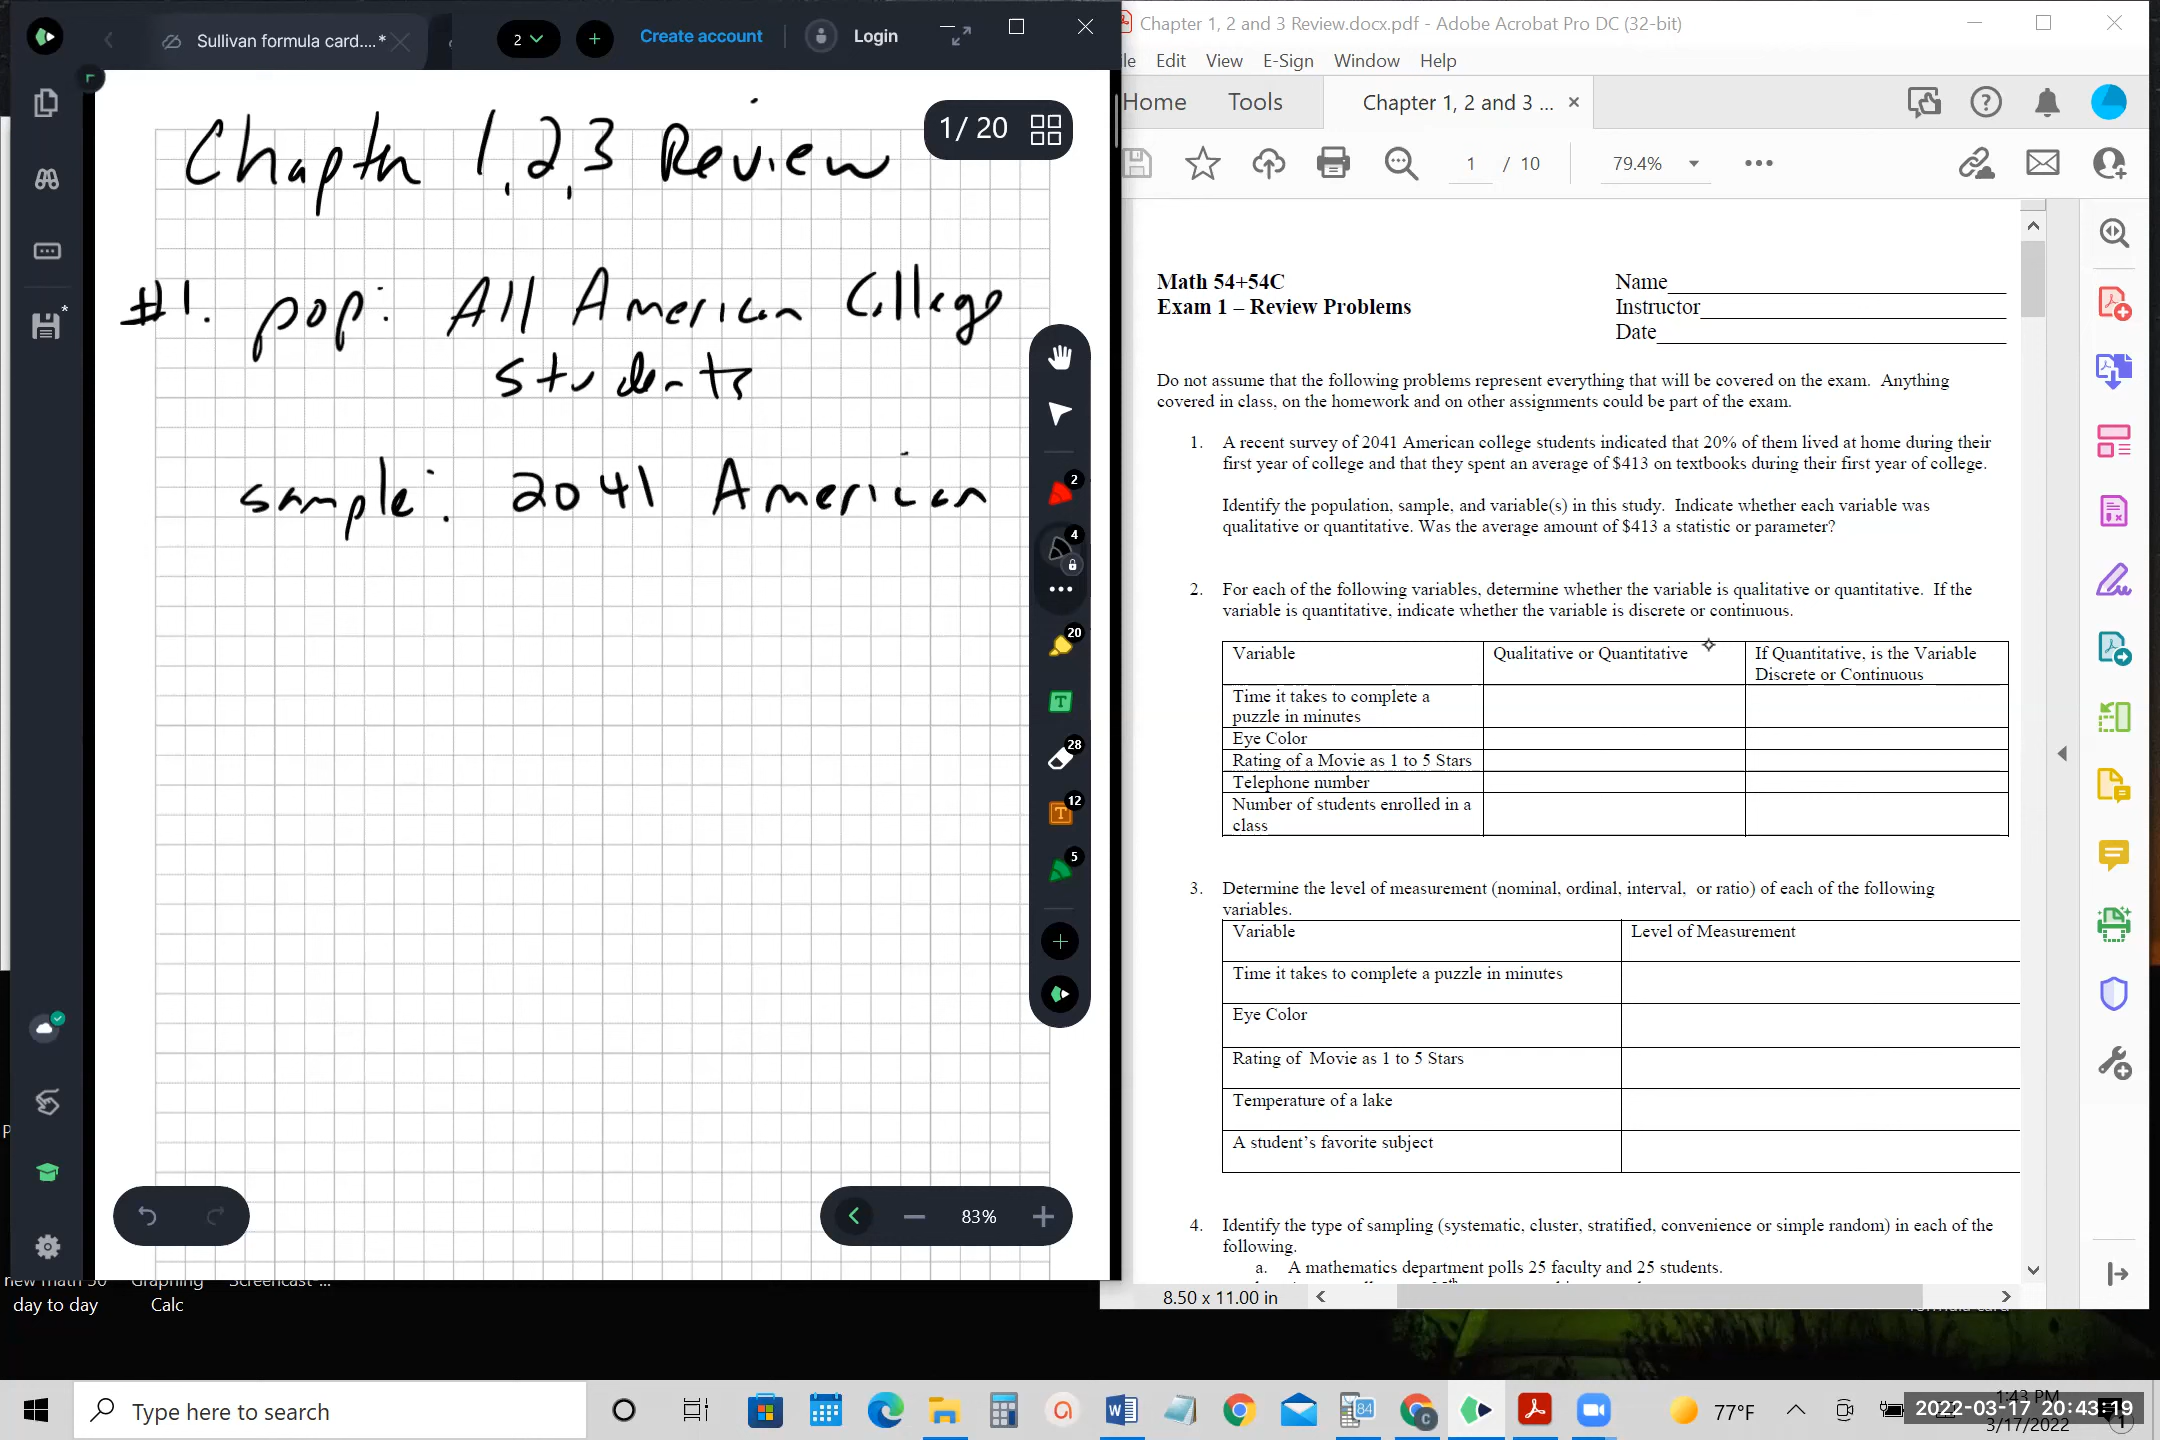 Sullivan formula card....*
2
Create account
Login
Chapter 1,2,3 Review
1/ 20
#1. pop: All American College
students
sample: 2041 American
2
4
20
28
12
5
83%
day to day
Graphing
Calc
Screencast-...
Chapter 1, 2 and 3 Review.docx.pdf - Adobe Acrobat Pro DC (32-bit)
Edit View E-Sign Window Help
Home Tools Chapter 1, 2 and 3 ... ×
1 / 10 79.4%
Math 54+54C Name
Exam 1 – Review Problems Instructor
Date
Do not assume that the following problems represent everything that will be covered on the exam. Anything
covered in class, on the homework and on other assignments could be part of the exam.
1. A recent survey of 2041 American college students indicated that 20% of them lived at home during their
first year of college and that they spent an average of $413 on textbooks during their first year of college.
Identify the population, sample, and variable(s) in this study. Indicate whether each variable was
qualitative or quantitative. Was the average amount of $413 a statistic or parameter?
2. For each of the following variables, determine whether the variable is qualitative or quantitative. If the
variable is quantitative, indicate whether the variable is discrete or continuous.
Variable Qualitative or Quantitative If Quantitative, is the Variable
Discrete or Continuous
Time it takes to complete a
puzzle in minutes
Eye Color
Rating of a Movie as 1 to 5 Stars
Telephone number
Number of students enrolled in a
class
3. Determine the level of measurement (nominal, ordinal, interval, or ratio) of each of the following
variables.
Variable Level of Measurement
Time it takes to complete a puzzle in minutes
Eye Color
Rating of Movie as 1 to 5 Stars
Temperature of a lake
A student's favorite subject
4. Identify the type of sampling (systematic, cluster, stratified, convenience or simple random) in each of the
following.
a. A mathematics department polls 25 faculty and 25 students.
8.50 x 11.00 in
Type here to search
84
77°F
1:43 PM
2022-03-17 20:43:19
3/17/2022
1